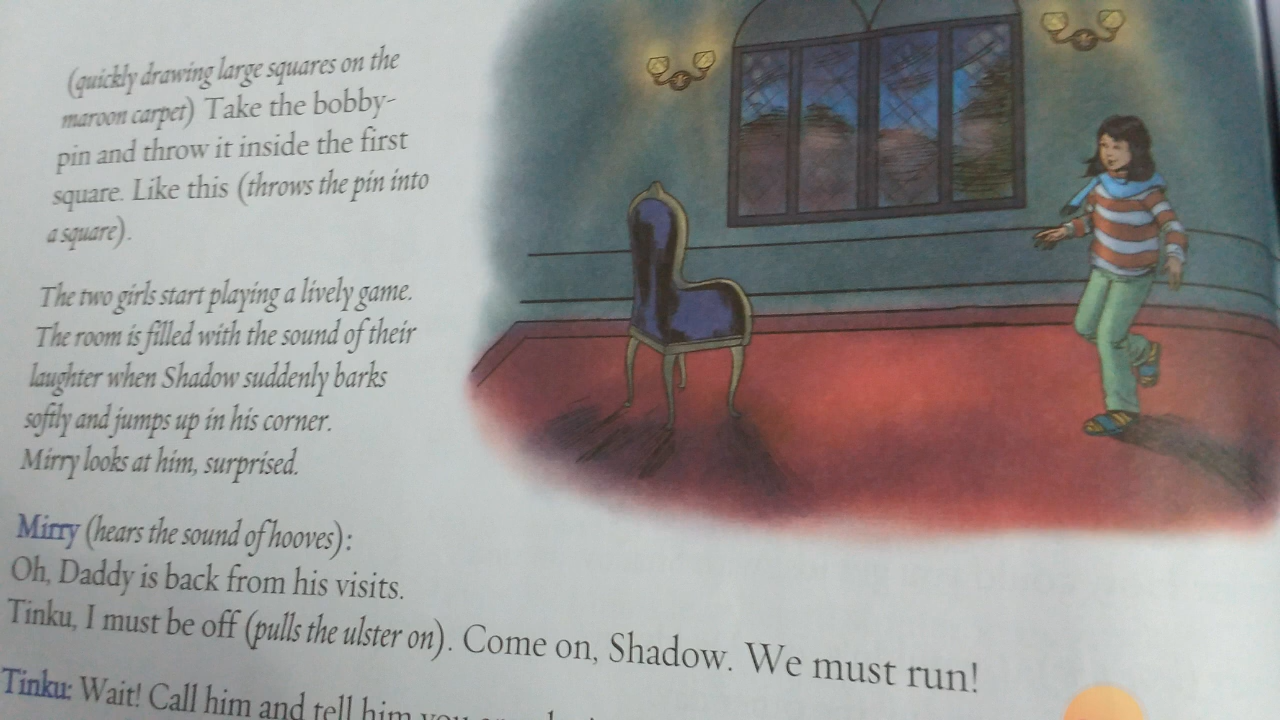 (quickly drawing large squares on the
maroon carpet) Take the bobby-
pin and throw it inside the first
square. Like this (throws the pin into
a square).
The two girls start playing a lively game.
The room is filled with the sound of their
laughter when Shadow suddenly barks
softly and jumps up in his corner.
Mirry looks at him, surprised.
Mirry (hears the sound of hooves):
Oh, Daddy is back from his visits.
Tinku, I must be off (pulls the ulster on). Come on, Shadow. We must run!
Tinku: Wait! Call him and tell him you